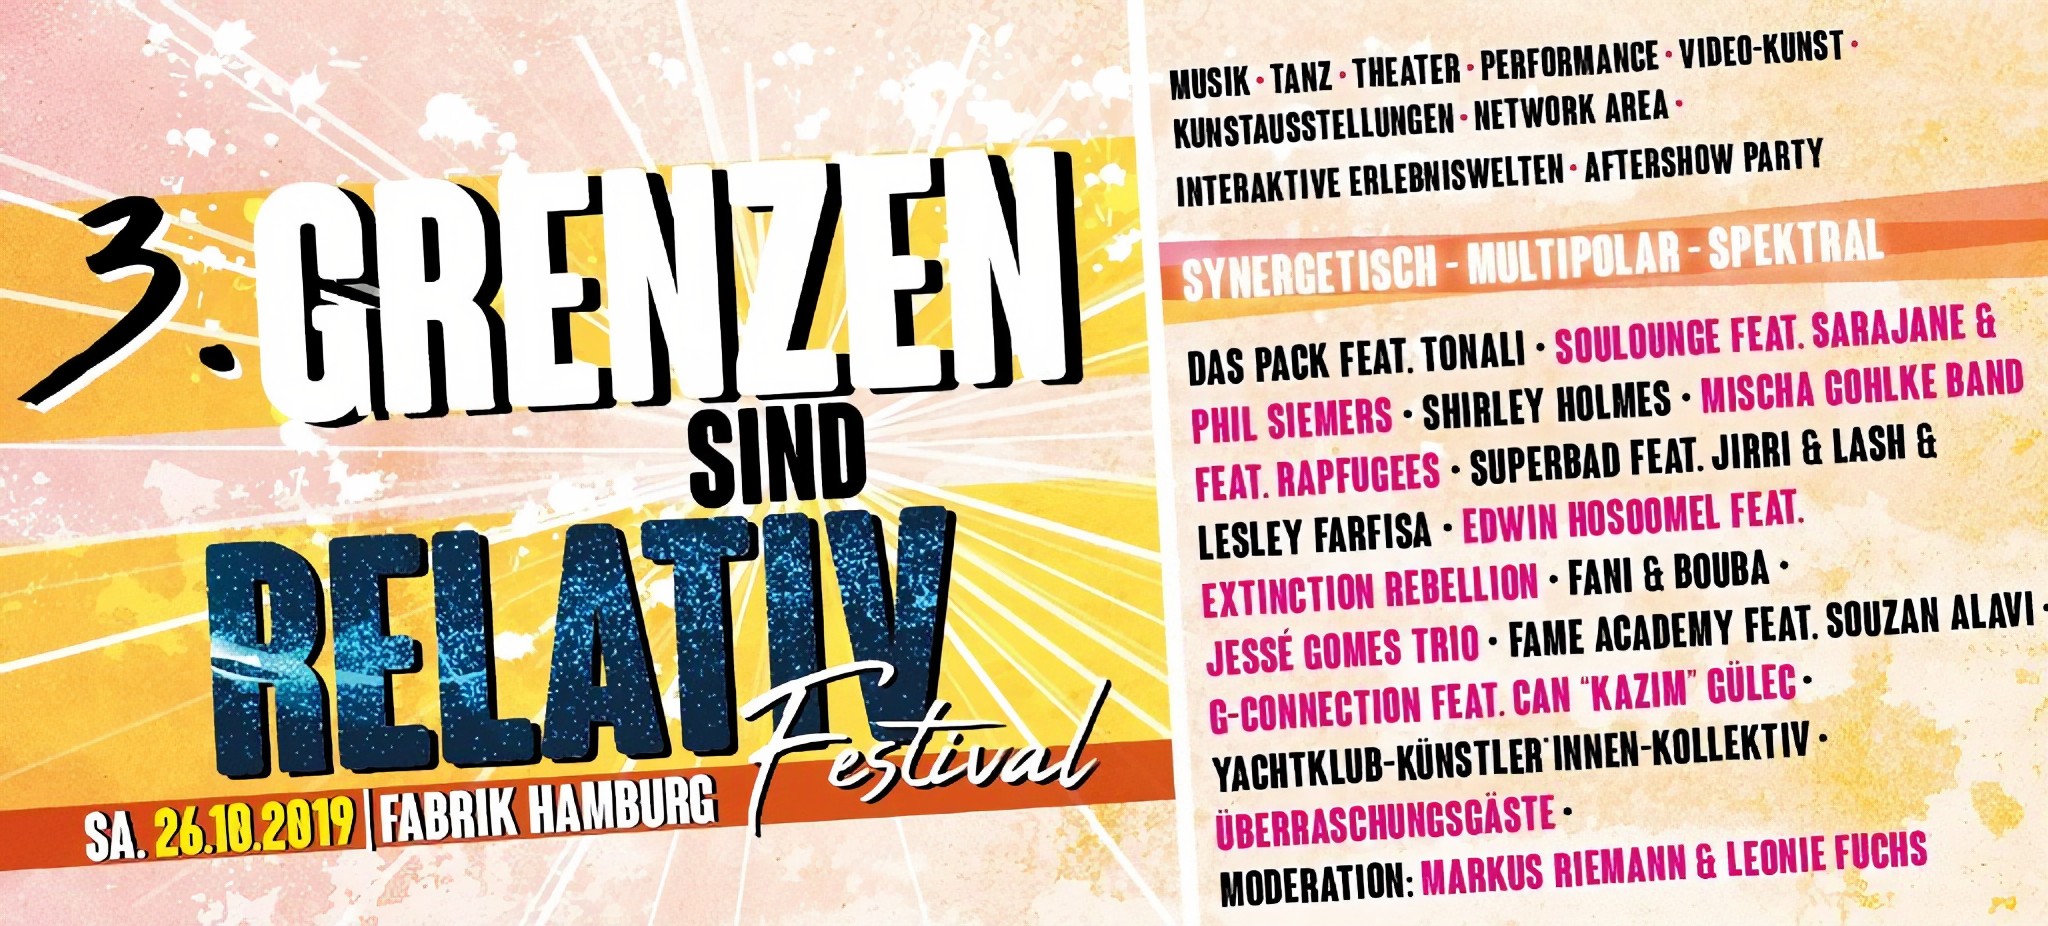 3. GRENZEN
SIND
RELATIV
Festival
SA. 26.10.2019 | FABRIK HAMBURG
MUSIK · TANZ · THEATER · PERFORMANCE · VIDEO-KUNST ·
KUNSTAUSSTELLUNGEN · NETWORK AREA ·
INTERAKTIVE ERLEBNISWELTEN · AFTERSHOW PARTY
SYNERGETISCH - MULTIPOLAR - SPEKTRAL
DAS PACK FEAT. TONALI · SOULOUNGE FEAT. SARAJANE &
PHIL SIEMERS · SHIRLEY HOLMES · MISCHA GOHLKE BAND
FEAT. RAPFUGEES · SUPERBAD FEAT. JIRRI & LASH &
LESLEY FARFISA · EDWIN HOSOOMEL FEAT.
EXTINCTION REBELLION · FANI & BOUBA ·
JESSÉ GOMES TRIO · FAME ACADEMY FEAT. SOUZAN ALAVI ·
G-CONNECTION FEAT. CAN "KAZIM" GÜLEC ·
YACHTKLUB-KÜNSTLER*INNEN-KOLLEKTIV ·
ÜBERRASCHUNGSGÄSTE ·
MODERATION: MARKUS RIEMANN & LEONIE FUCHS